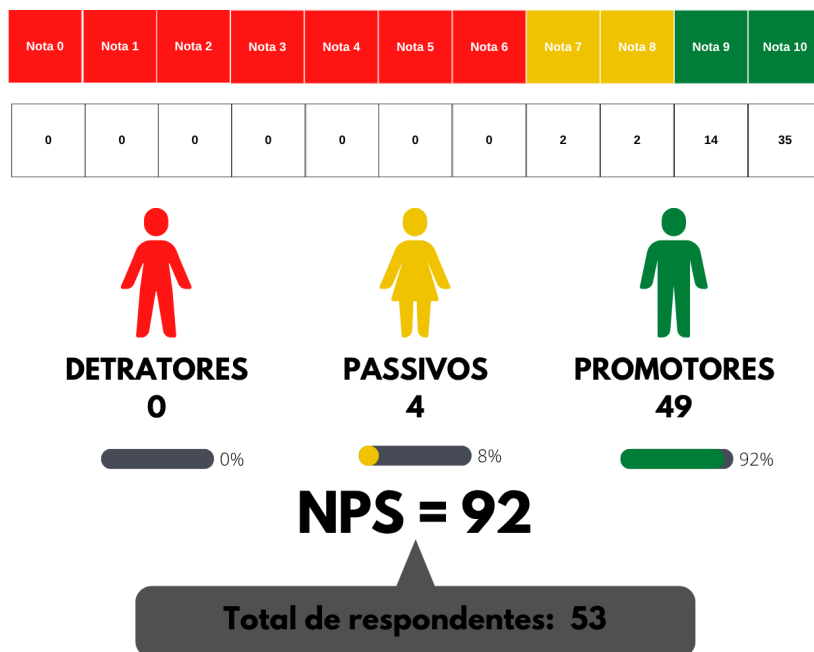 Nota 0 Nota 1 Nota 2 Nota 3 Nota 4 Nota 5 Nota 6 Nota 7 Nota 8 Nota 9 Nota 10
0 0 0 0 0 0 0 2 2 14 35
DETRATORES PASSIVOS PROMOTORES
0 4 49
0% 8% 92%
NPS = 92
Total de respondentes: 53